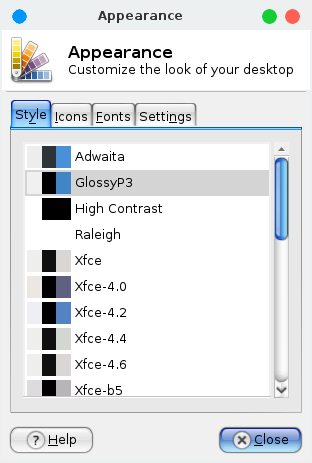 Appearance
Appearance
Customize the look of your desktop
Style Icons Fonts Settings
Adwaita
GlossyP3
High Contrast
Raleigh
Xfce
Xfce-4.0
Xfce-4.2
Xfce-4.4
Xfce-4.6
Xfce-b5
? Help
Close